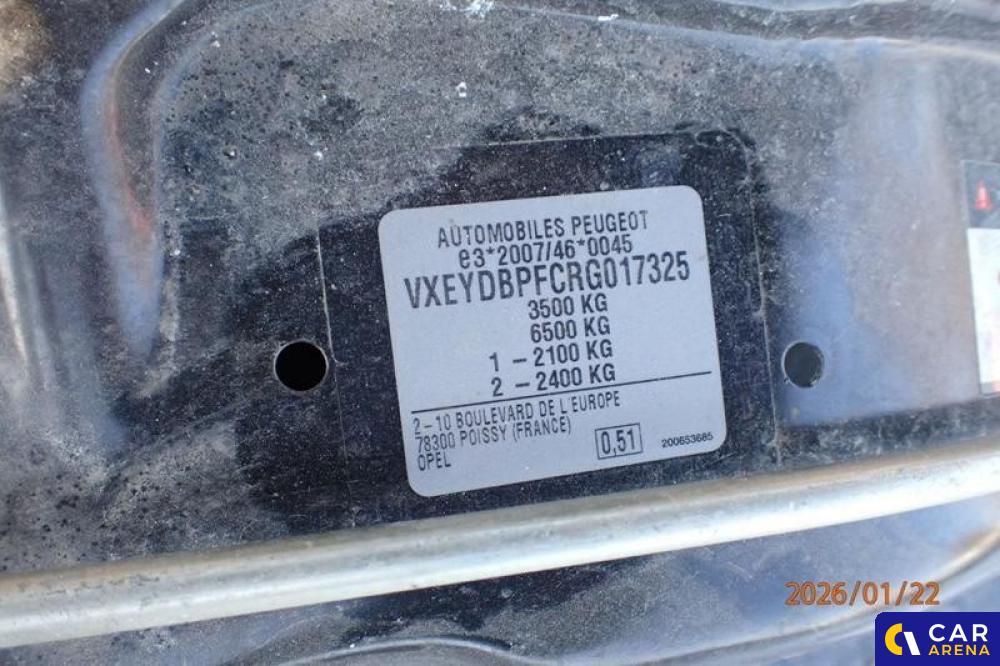 AUTOMOBILES PEUGEOT
e3*2007/46*0045
VXEYDBPFCRG017325
3500 KG
6500 KG
1 – 2100 KG
2 – 2400 KG
2–10 BOULEVARD DE L'EUROPE
78300 POISSY (FRANCE)
OPEL
0,51
200653685
2026/01/22
CAR
ARENA